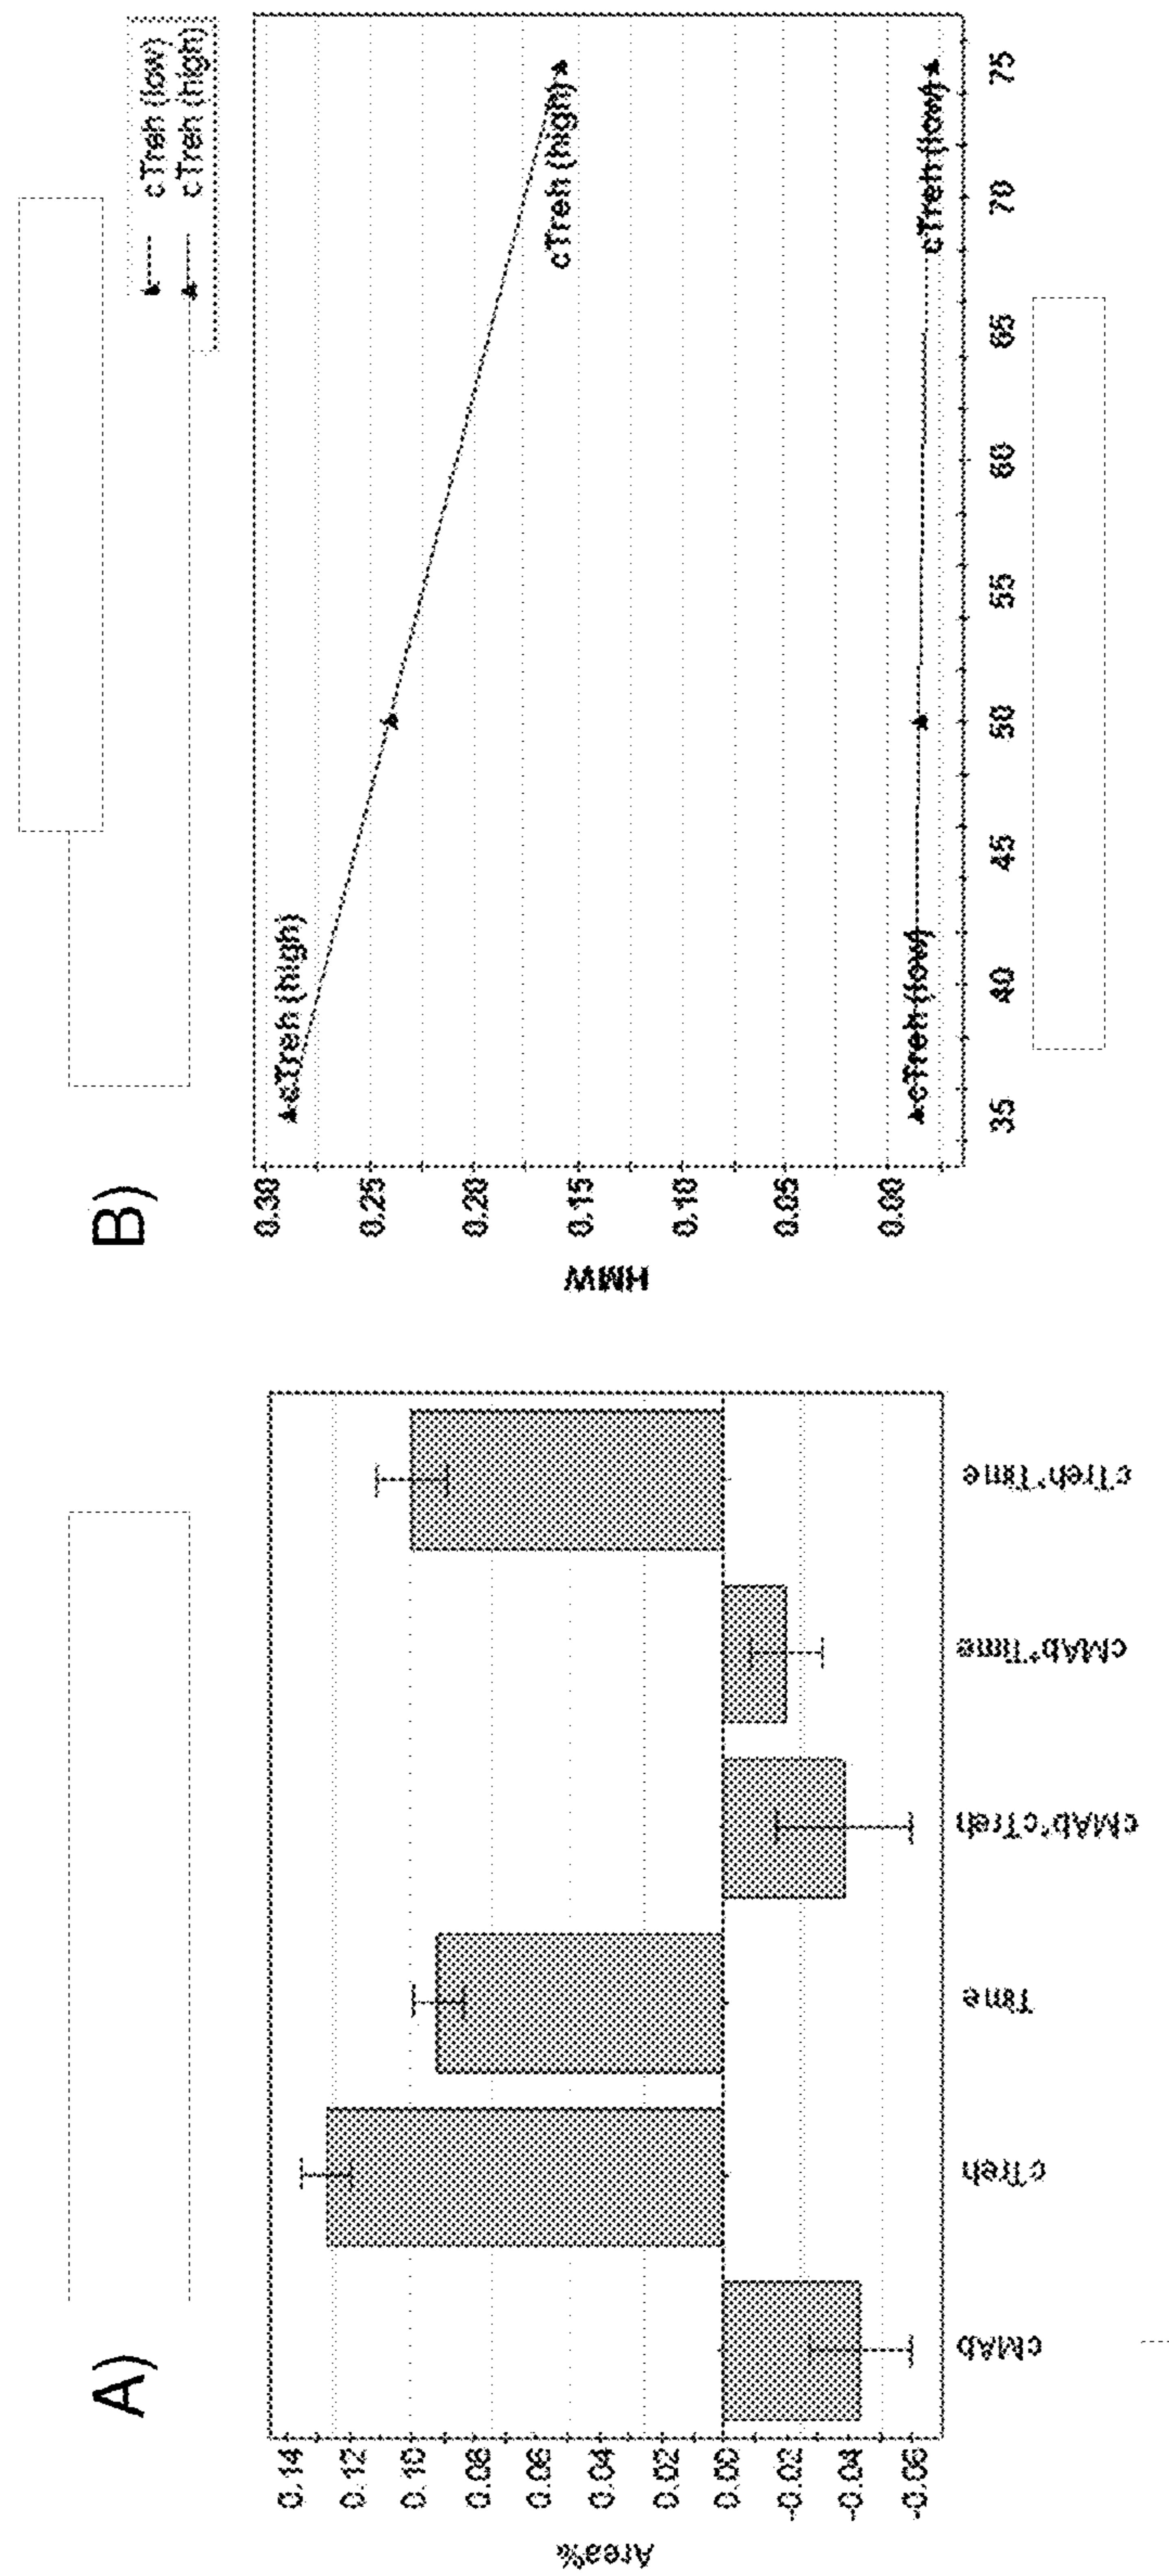 A)
Area%
0.14
0.12
0.10
0.08
0.06
0.04
0.02
0.00
-0.02
-0.04
-0.06
cMAb
cTreh
Time
cMAb*cTreh
cMAb*Time
cTreh*Time
B)
cTreh (low)
cTreh (high)
HMW
0.30
0.25
0.20
0.15
0.10
0.05
0.00
cTreh (high)
cTreh (high)
cTreh (low)
cTreh (low)
35
40
45
50
55
60
65
70
75